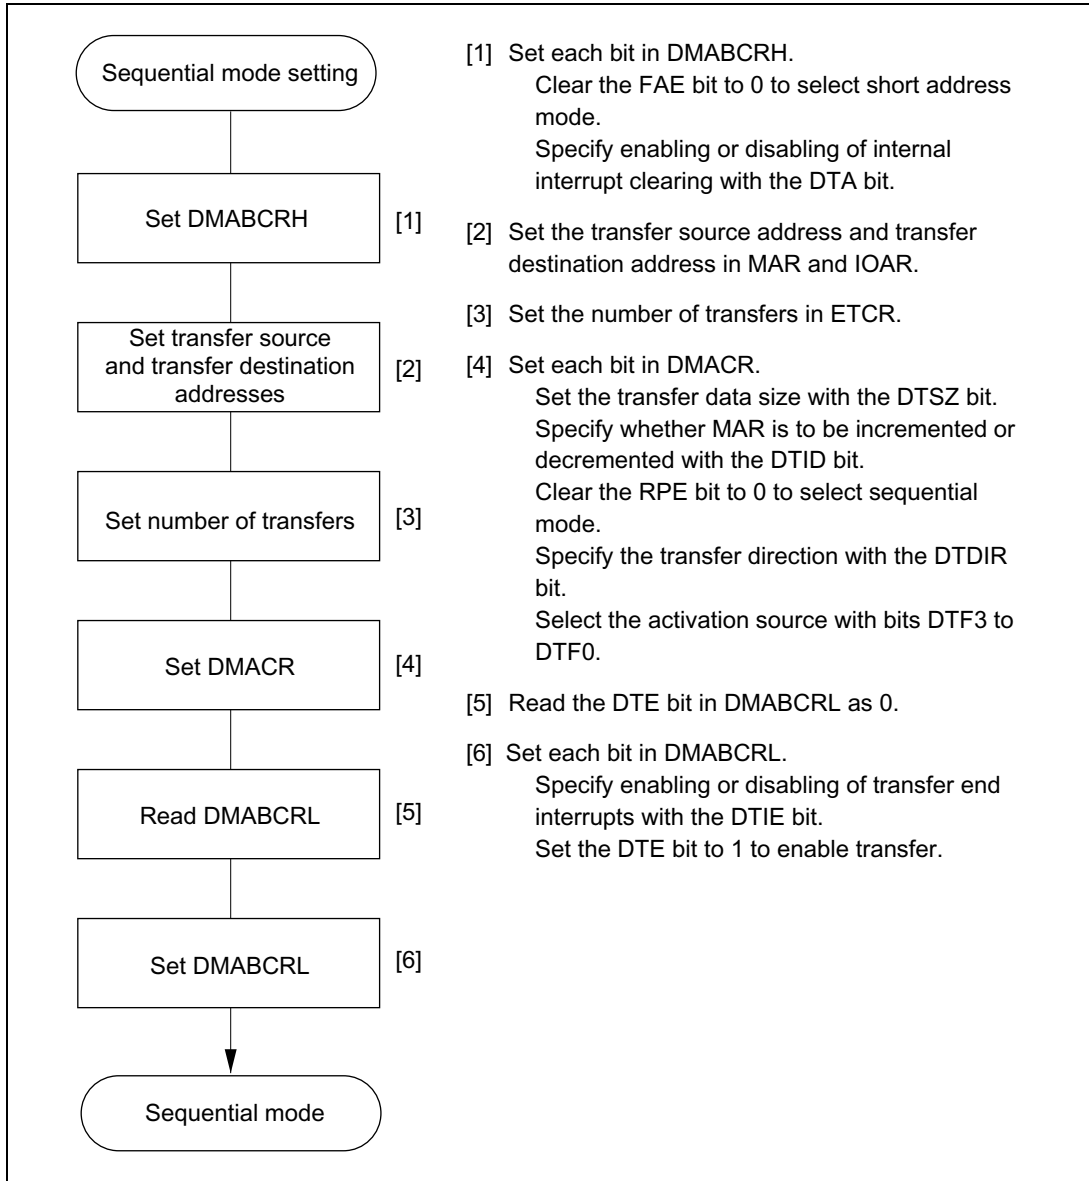 Sequential mode setting
Set DMABCRH
[1]
Set transfer source
and transfer destination
addresses
[2]
Set number of transfers
[3]
Set DMACR
[4]
Read DMABCRL
[5]
Set DMABCRL
[6]
Sequential mode
[1] Set each bit in DMABCRH.
Clear the FAE bit to 0 to select short address
mode.
Specify enabling or disabling of internal
interrupt clearing with the DTA bit.
[2] Set the transfer source address and transfer
destination address in MAR and IOAR.
[3] Set the number of transfers in ETCR.
[4] Set each bit in DMACR.
Set the transfer data size with the DTSZ bit.
Specify whether MAR is to be incremented or
decremented with the DTID bit.
Clear the RPE bit to 0 to select sequential
mode.
Specify the transfer direction with the DTDIR
bit.
Select the activation source with bits DTF3 to
DTF0.
[5] Read the DTE bit in DMABCRL as 0.
[6] Set each bit in DMABCRL.
Specify enabling or disabling of transfer end
interrupts with the DTIE bit.
Set the DTE bit to 1 to enable transfer.